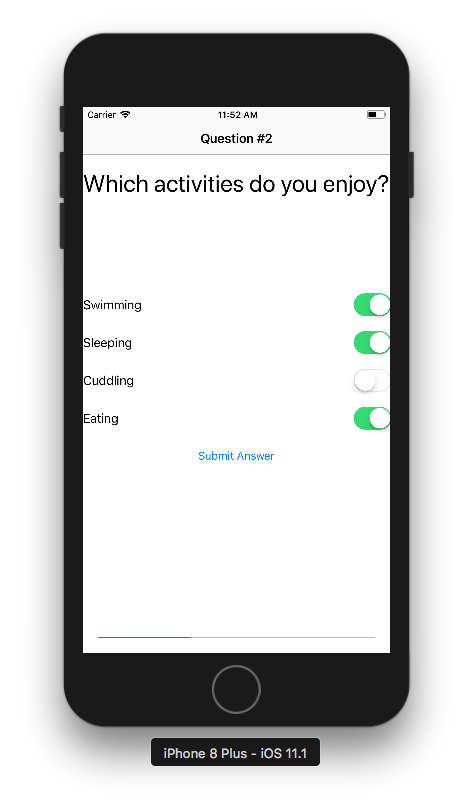 Carrier 11:52 AM
Question #2
Which activities do you enjoy?
Swimming
Sleeping
Cuddling
Eating
Submit Answer
iPhone 8 Plus - iOS 11.1